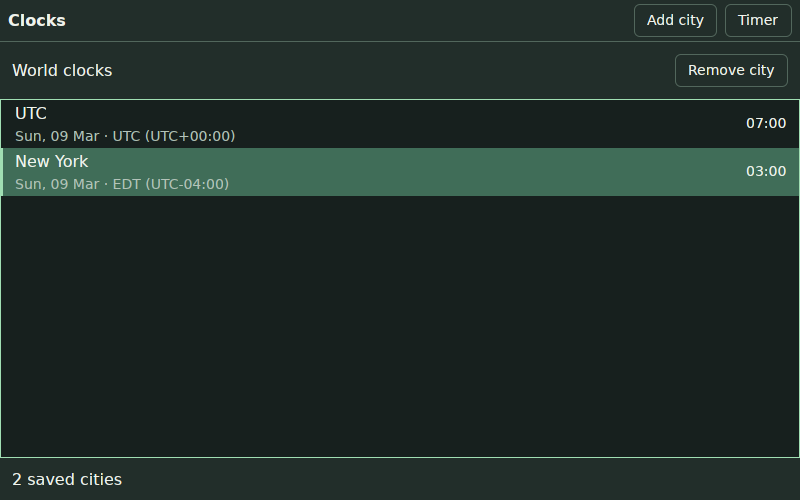 Clocks
Add city
Timer
World clocks
Remove city
UTC
Sun, 09 Mar · UTC (UTC+00:00)
07:00
New York
Sun, 09 Mar · EDT (UTC-04:00)
03:00
2 saved cities